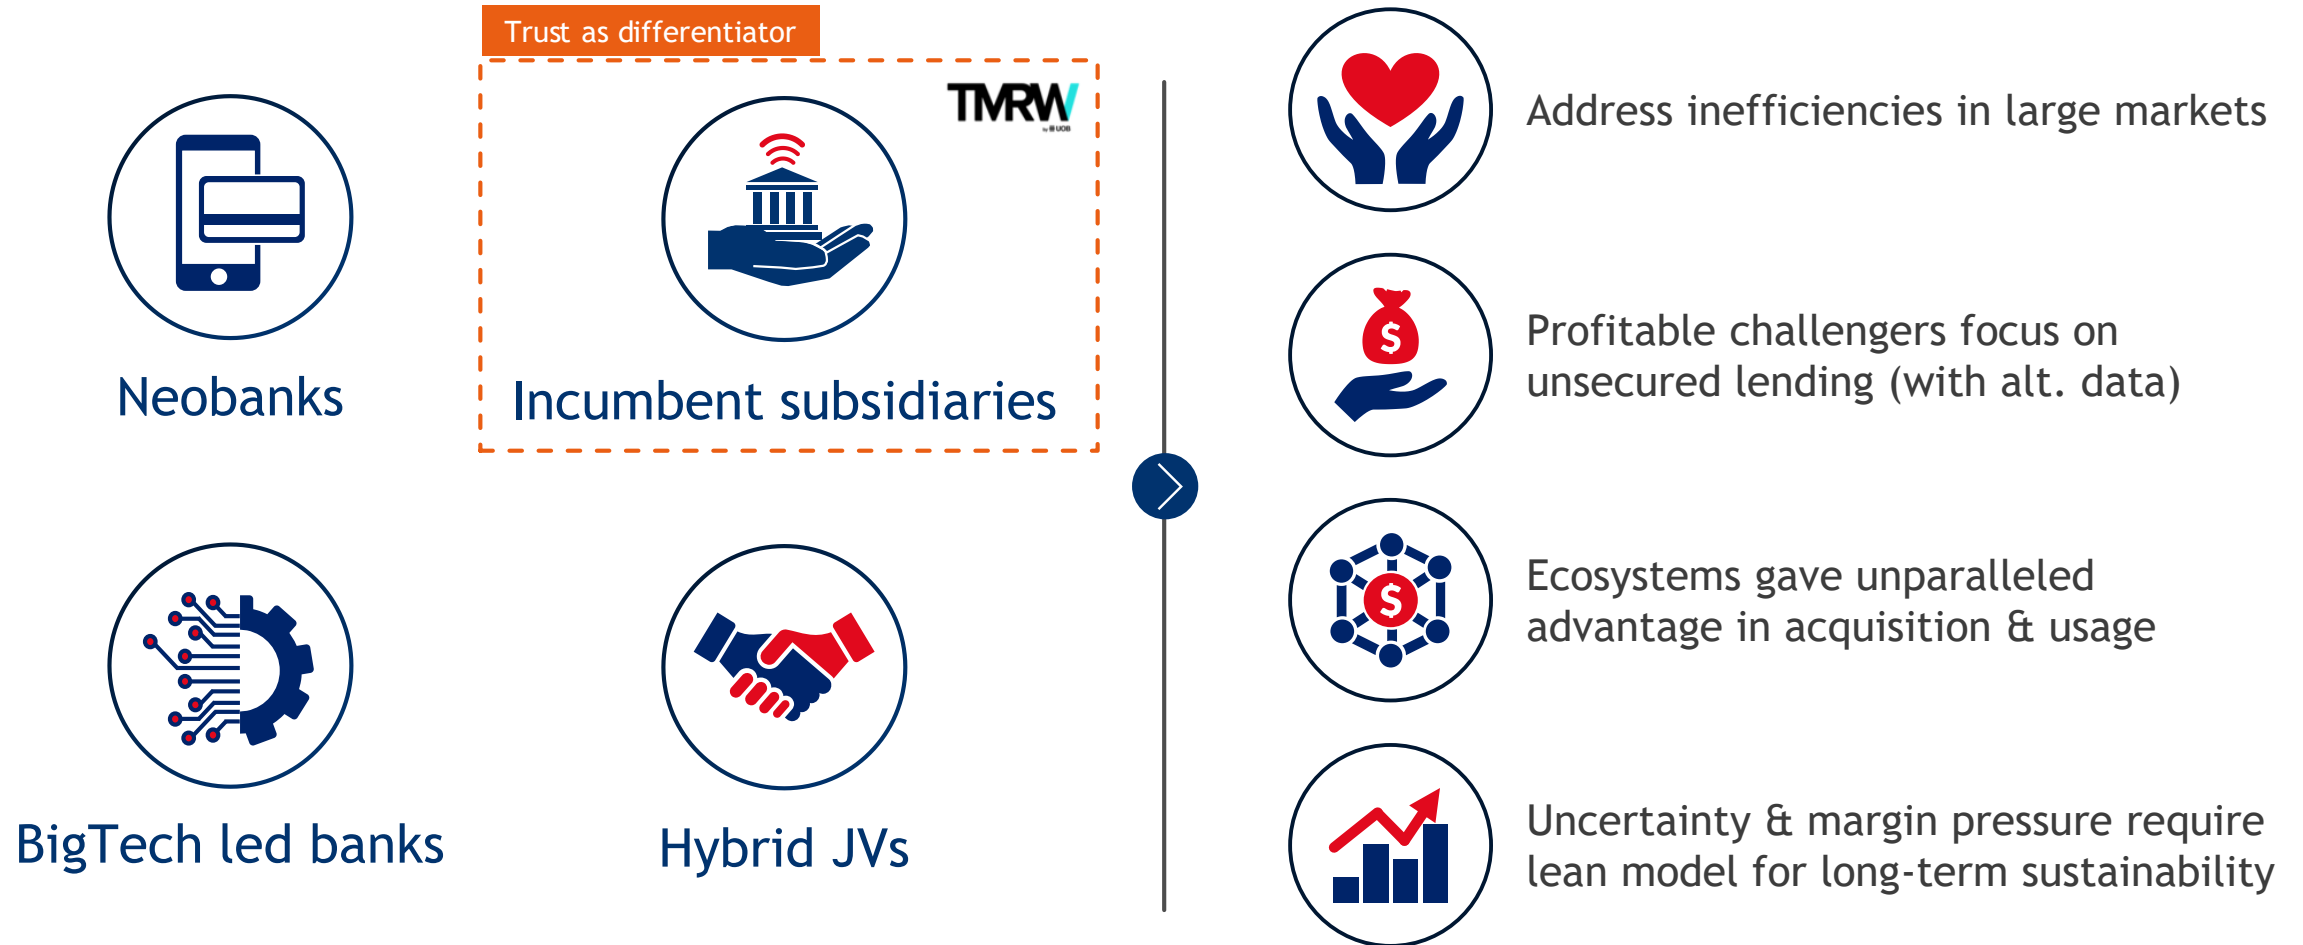 Trust as differentiator
TMRW
by UOB
Neobanks
Incumbent subsidiaries
BigTech led banks
Hybrid JVs
Address inefficiencies in large markets
$
Profitable challengers focus on
unsecured lending (with alt. data)
$
Ecosystems gave unparalleled
advantage in acquisition & usage
Uncertainty & margin pressure require
lean model for long-term sustainability